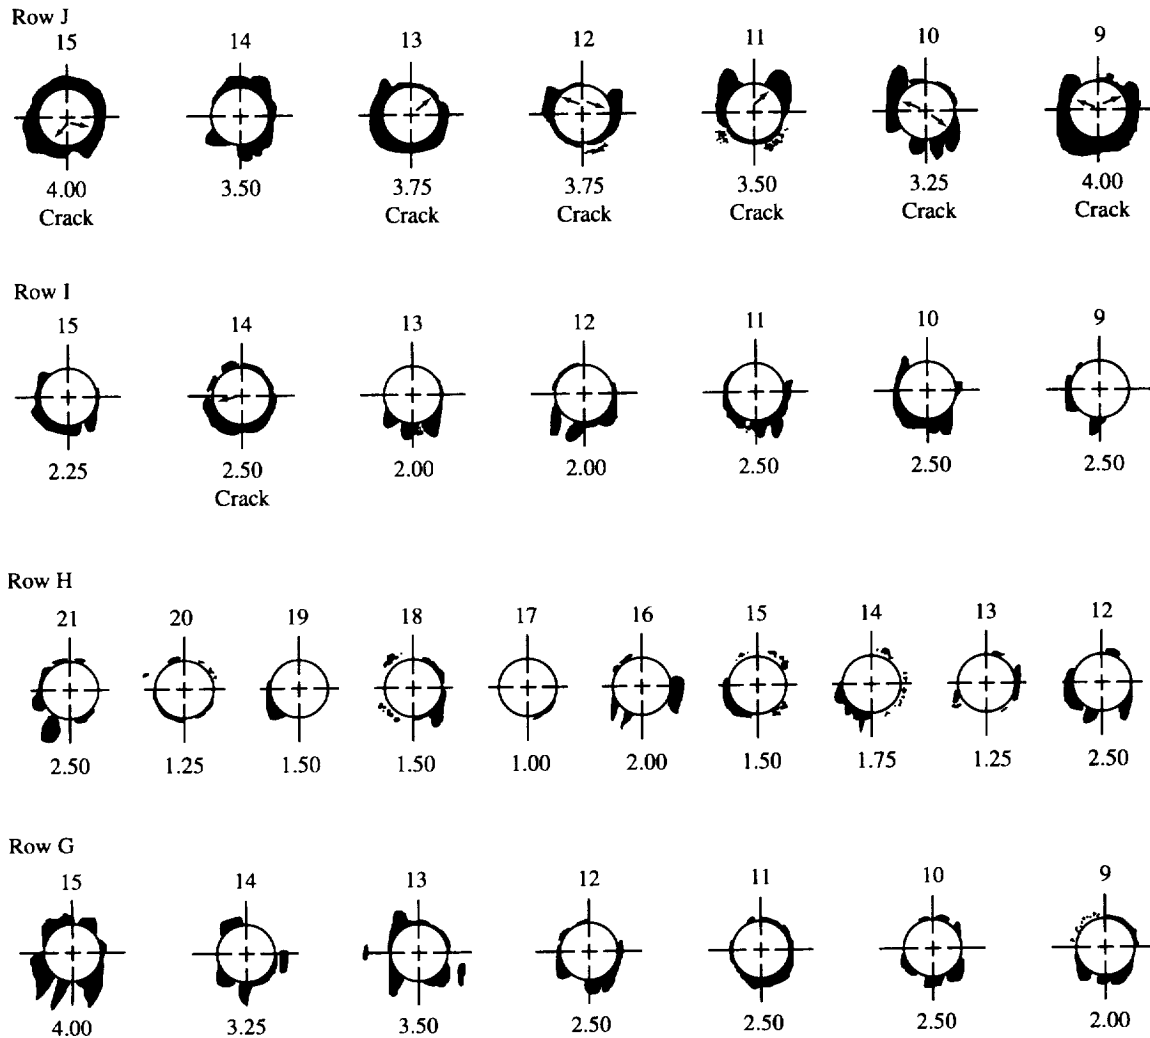 Row J
15 14 13 12 11 10 9
4.00 3.50 3.75 3.75 3.50 3.25 4.00
Crack Crack Crack Crack Crack Crack
Row I
15 14 13 12 11 10 9
2.25 2.50 2.00 2.00 2.50 2.50 2.50
Crack
Row H
21 20 19 18 17 16 15 14 13 12
2.50 1.25 1.50 1.50 1.00 2.00 1.50 1.75 1.25 2.50
Row G
15 14 13 12 11 10 9
4.00 3.25 3.50 2.50 2.50 2.50 2.00